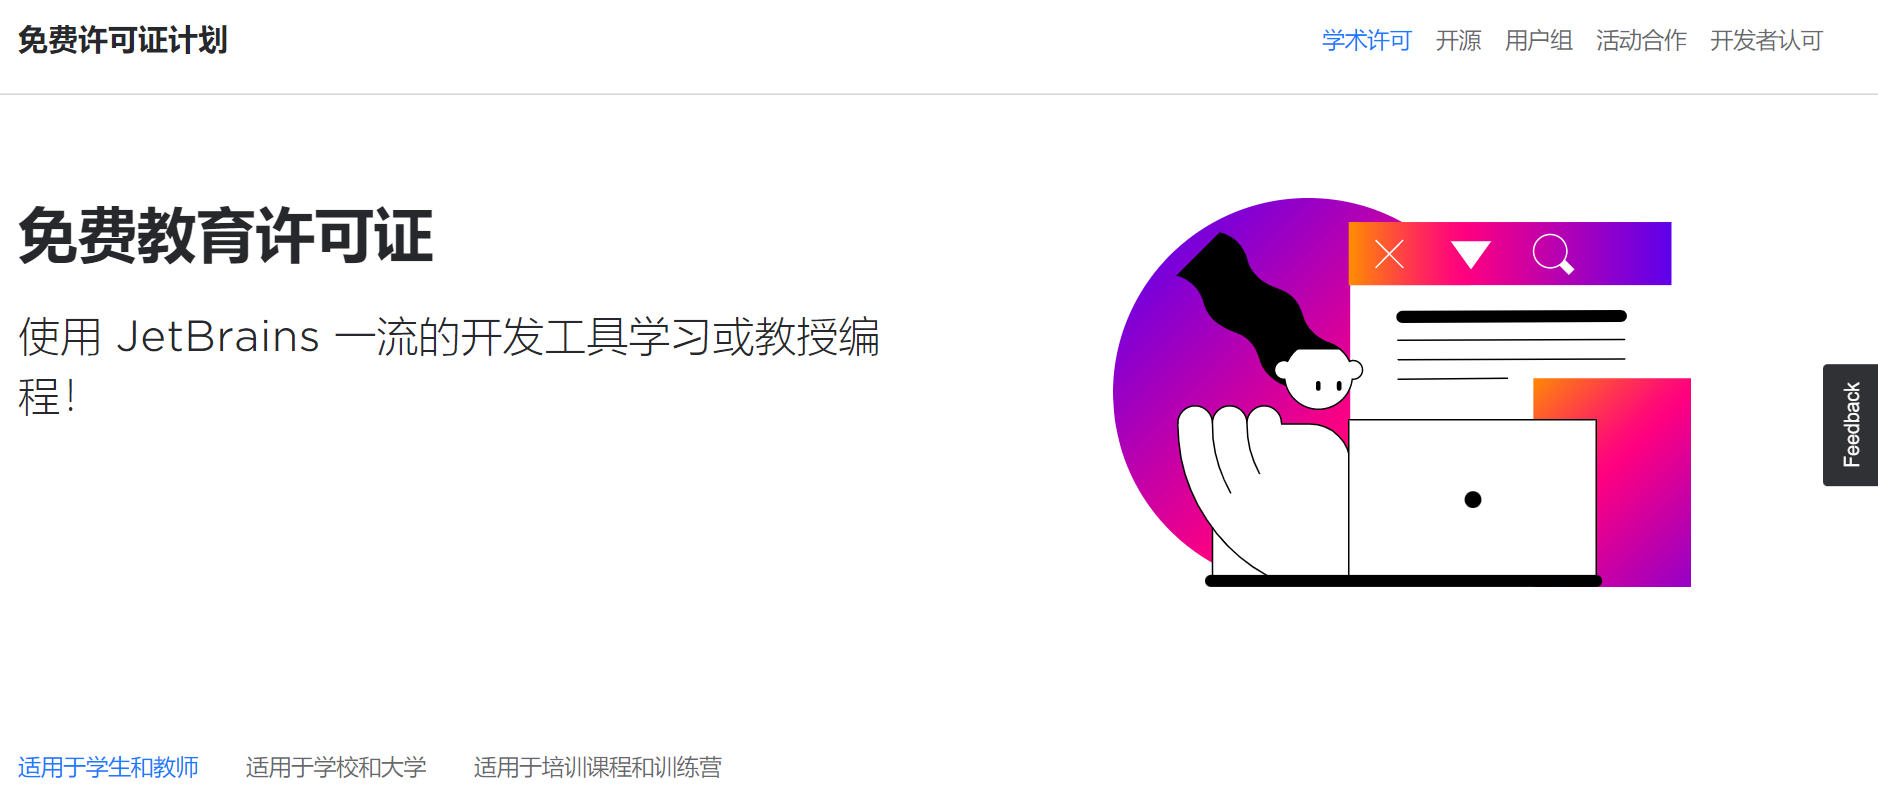 免费许可证计划
学术许可 开源 用户组 活动合作 开发者认可
免费教育许可证
使用 JetBrains 一流的开发工具学习或教授编
程！
Feedback
适用于学生和教师 适用于学校和大学 适用于培训课程和训练营